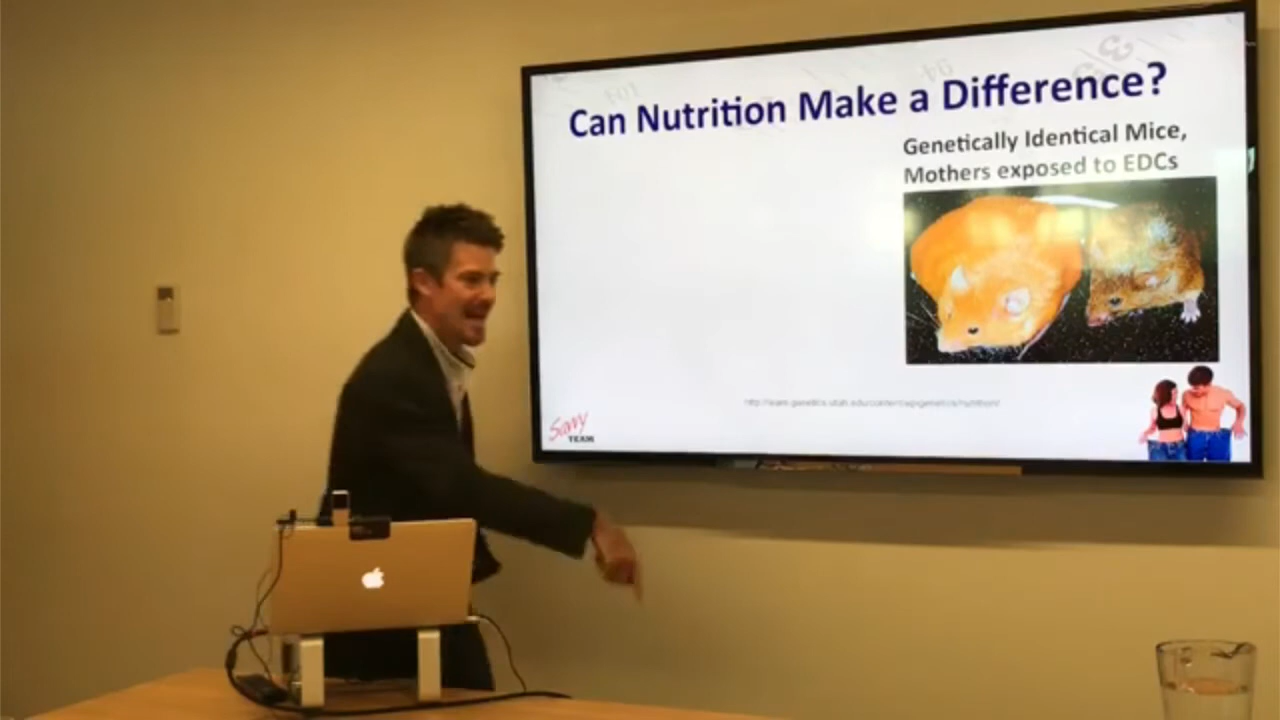 Can Nutrition Make a Difference?
Genetically Identical Mice,
Mothers exposed to EDCs
Savvy
TEAM